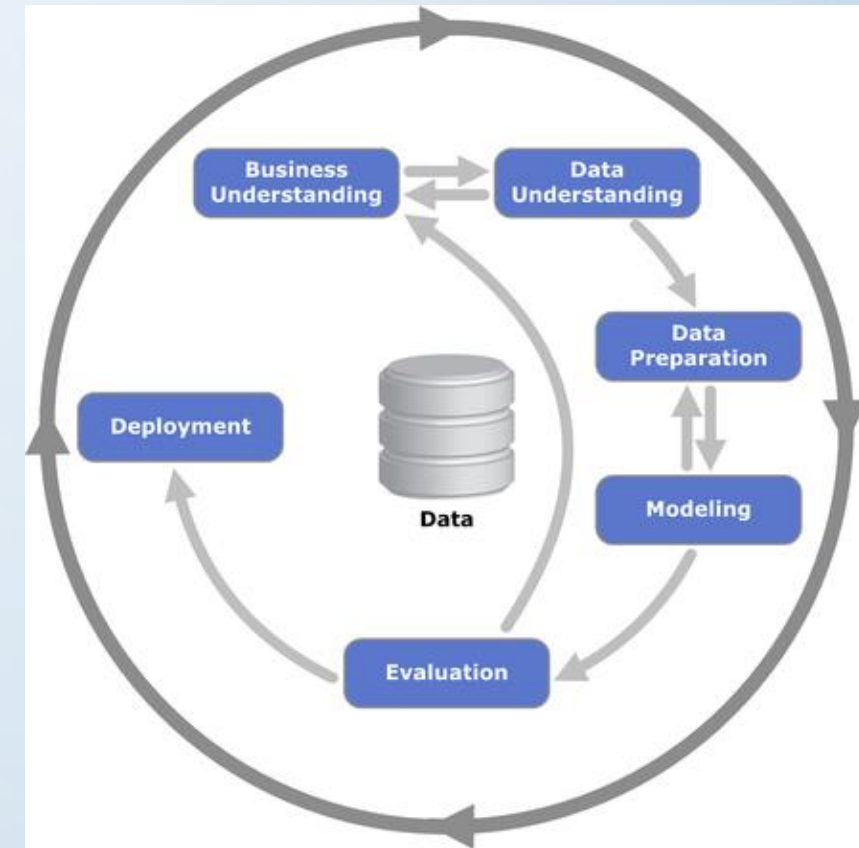 Business
Understanding
Data
Understanding
Data
Preparation
Deployment
Data
Modeling
Evaluation